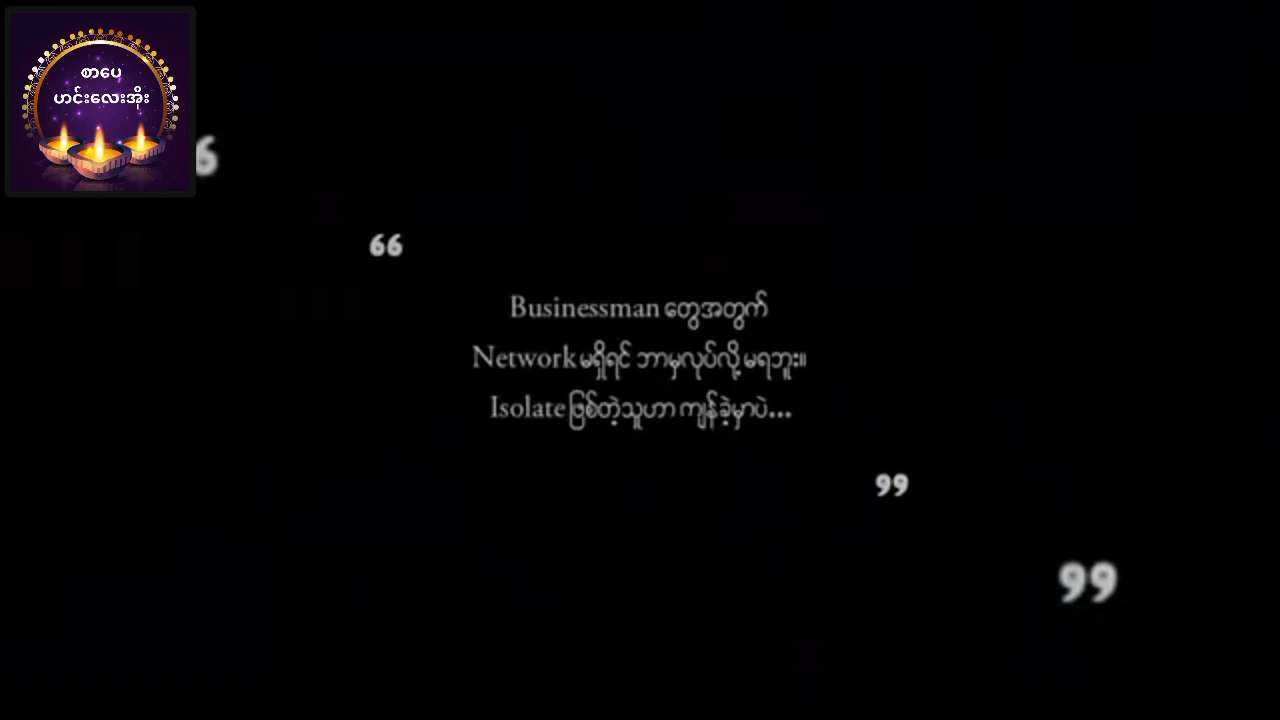 စာပေ
ဟင်းလေးအိုး
“
Businessman တွေအတွက်
Network မရှိရင် ဘာမှလုပ်လို့ မရဘူး။
Isolate ဖြစ်တဲ့သူဟာ ကျန်ခဲ့မှာပဲ...
”
”